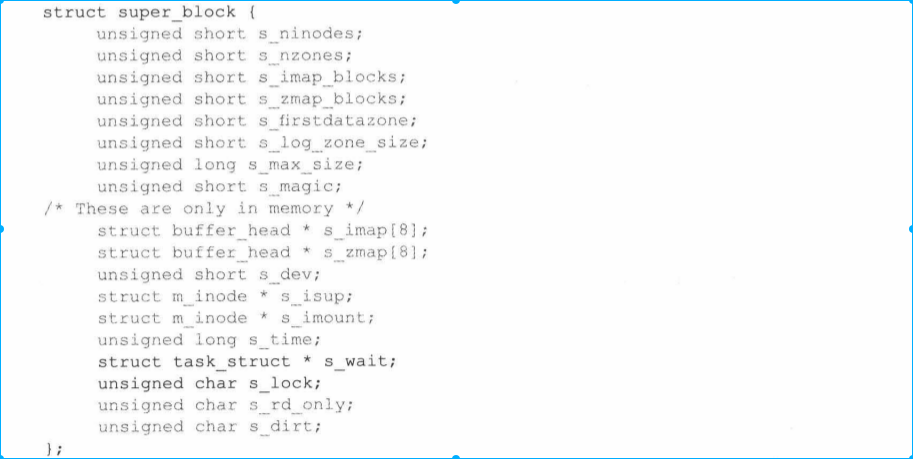 struct super_block {
unsigned short s_ninodes;
unsigned short s_nzones;
unsigned short s_imap_blocks;
unsigned short s_zmap_blocks;
unsigned short s_firstdatazone;
unsigned short s_log_zone_size;
unsigned long s_max_size;
unsigned short s_magic;
/* These are only in memory */
struct buffer_head * s_imap[8];
struct buffer_head * s_zmap[8];
unsigned short s_dev;
struct m_inode * s_isup;
struct m_inode * s_imount;
unsigned long s_time;
struct task_struct * s_wait;
unsigned char s_lock;
unsigned char s_rd_only;
unsigned char s_dirt;
};